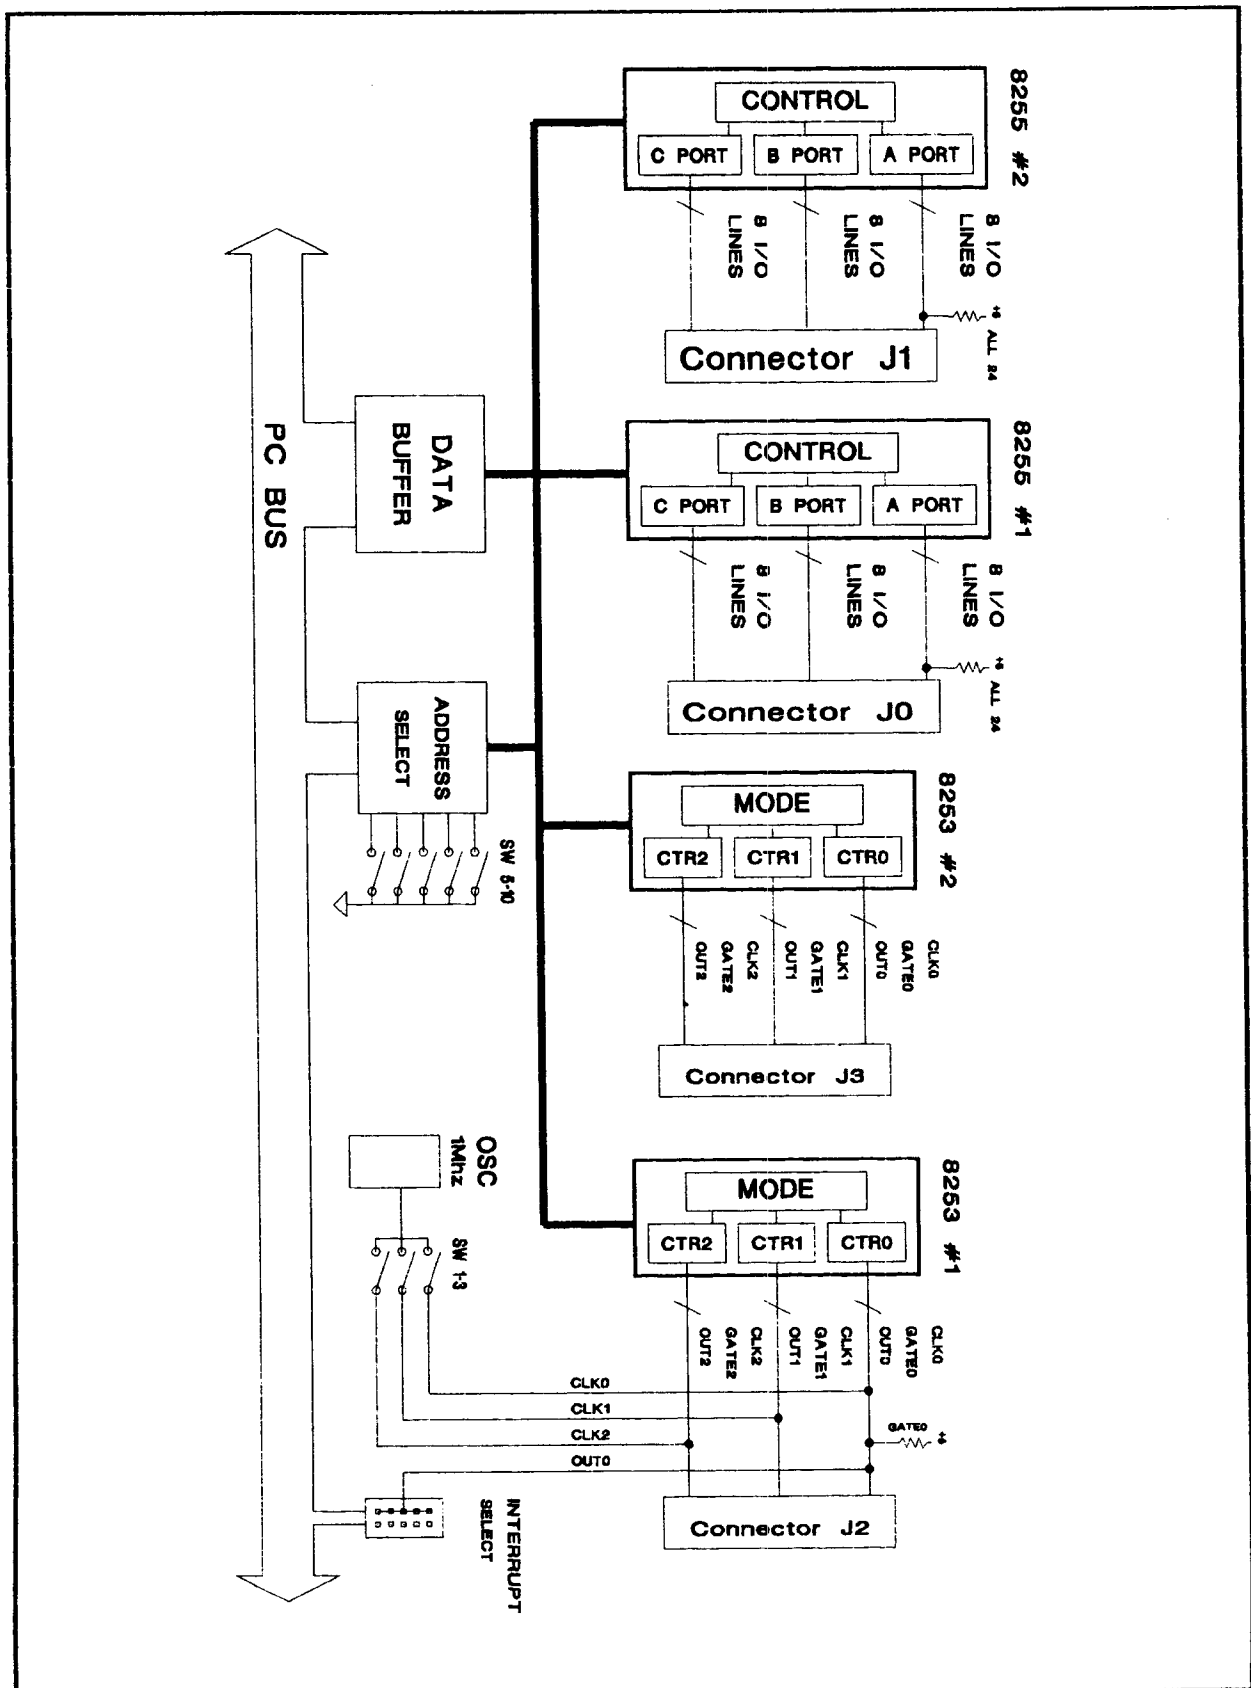 8255 #2
CONTROL
C PORT
B PORT
A PORT
8 I/O
LINES
8 I/O
LINES
8 I/O
LINES
ALL 24
Connector J1
8255 #1
CONTROL
C PORT
B PORT
A PORT
8 I/O
LINES
8 I/O
LINES
8 I/O
LINES
ALL 24
Connector J0
PC BUS
DATA
BUFFER
ADDRESS
SELECT
SW 5-10
8253 #2
MODE
CTR2
CTR1
CTR0
CLK0
GATE0
OUT0
CLK1
GATE1
OUT1
CLK2
GATE2
OUT2
Connector J3
OSC
1Mhz
SW 1-3
8253 #1
MODE
CTR2
CTR1
CTR0
CLK0
GATE0
OUT0
CLK1
GATE1
OUT1
CLK2
GATE2
OUT2
CLK0
CLK1
CLK2
OUT0
GATE0
Connector J2
INTERRUPT
SELECT